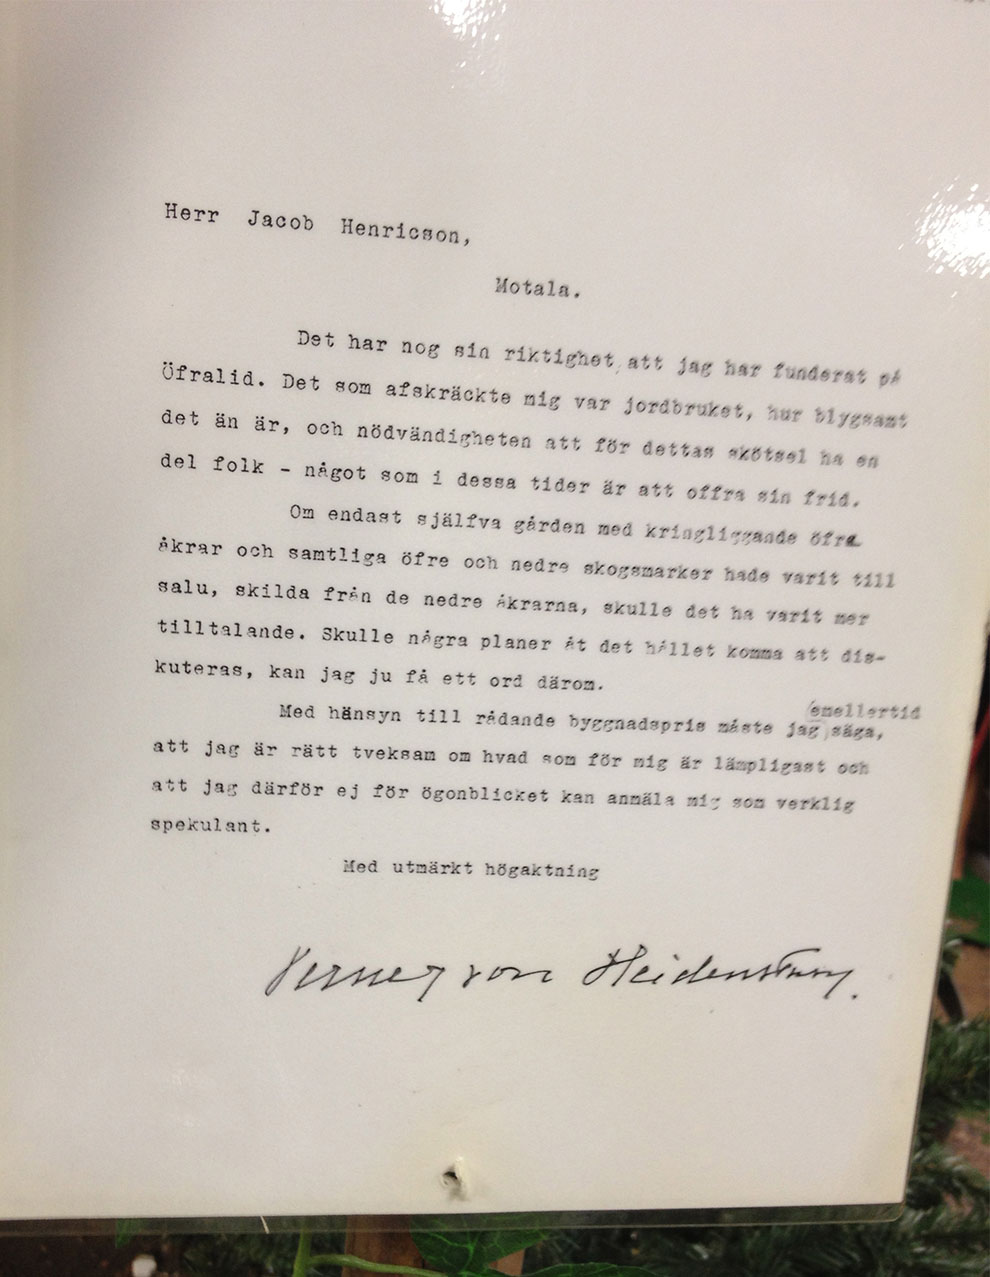 Herr Jacob Henricson,
Motala.
Det har nog sin riktighet, att jag har funderat på
Öfralid. Det som afskräckte mig var jordbruket, hur blygsamt
det än är, och nödvändigheten att för dettas skötsel ha en
del folk - något som i dessa tider är att offra sin frid.
Om endast själfva gården med kringliggande öfre
åkrar och samtliga öfre och nedre skogsmarker hade varit till
salu, skilda från de nedre åkrarna, skulle det ha varit mer
tilltalande. Skulle några planer åt det hållet komma att dis-
kuteras, kan jag ju få ett ord därom.
(emellertid
Med hänsyn till rådande byggnadspris måste jag) säga,
att jag är rätt tveksam om hvad som för mig är lämpligast och
att jag därför ej för ögonblicket kan anmäla mig som verklig
spekulant.
Med utmärkt högaktning
Verner von Heidenstam.